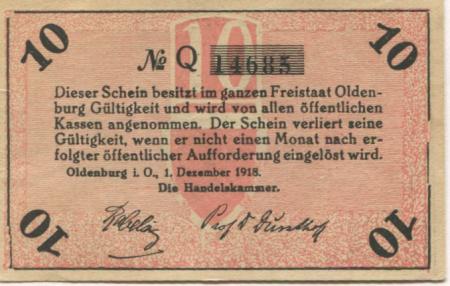 10 10
№ Q 14685
Dieser Schein besitzt im ganzen Freistaat Olden-
burg Gültigkeit und wird von allen öffentlichen
Kassen angenommen. Der Schein verliert seine
Gültigkeit, wenn er nicht einen Monat nach er-
folgter öffentlicher Aufforderung eingelöst wird.
Oldenburg i. O., 1. Dezember 1918.
Die Handelskammer.
10 10